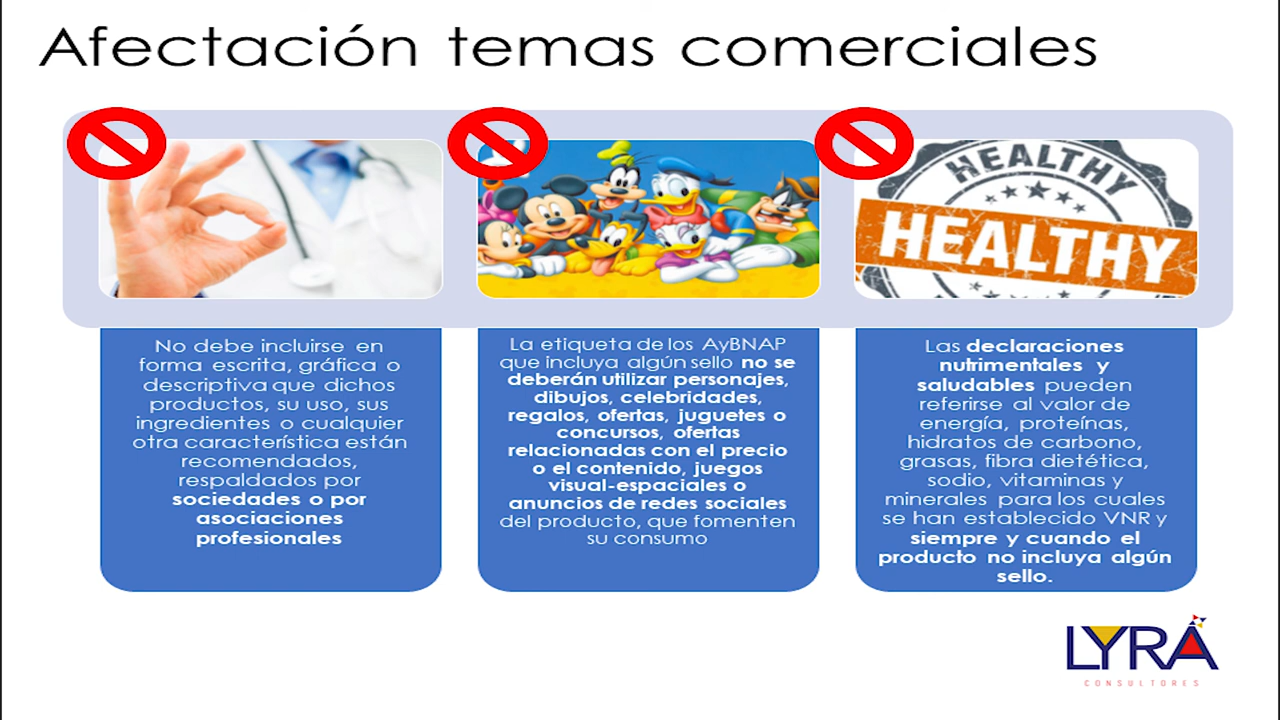 Afectación temas comerciales
HEALTHY
HEALTHY
No debe incluirse en
forma escrita, gráfica o
descriptiva que dichos
productos, su uso, sus
ingredientes o cualquier
otra característica están
recomendados,
respaldados por
sociedades o por
asociaciones
profesionales
La etiqueta de los AyBNAP
que incluya algún sello no se
deberán utilizar personajes,
dibujos, celebridades,
regalos, ofertas, juguetes o
concursos, ofertas
relacionadas con el precio
o el contenido, juegos
visual-espaciales o
anuncios de redes sociales
del producto, que fomenten
su consumo
Las declaraciones
nutrimentales y
saludables pueden
referirse al valor de
energía, proteínas,
hidratos de carbono,
grasas, fibra dietética,
sodio, vitaminas y
minerales para los cuales
se han establecido VNR y
siempre y cuando el
producto no incluya algún
sello.
LYRA
CONSULTORES